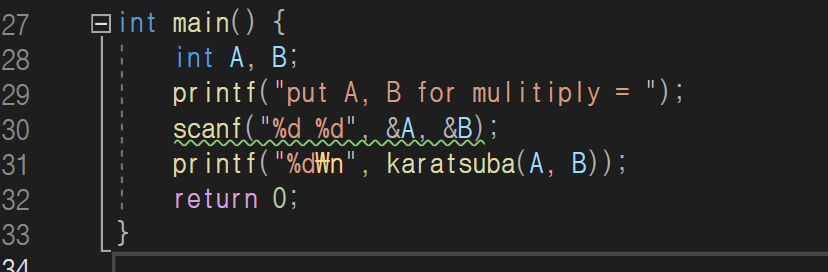 27 int main() {
28 int A, B;
29 printf("put A, B for mulitiply = ");
30 scanf("%d %d", &A, &B);
31 printf("%d₩n", karatsuba(A, B));
32 return 0;
33 }
34